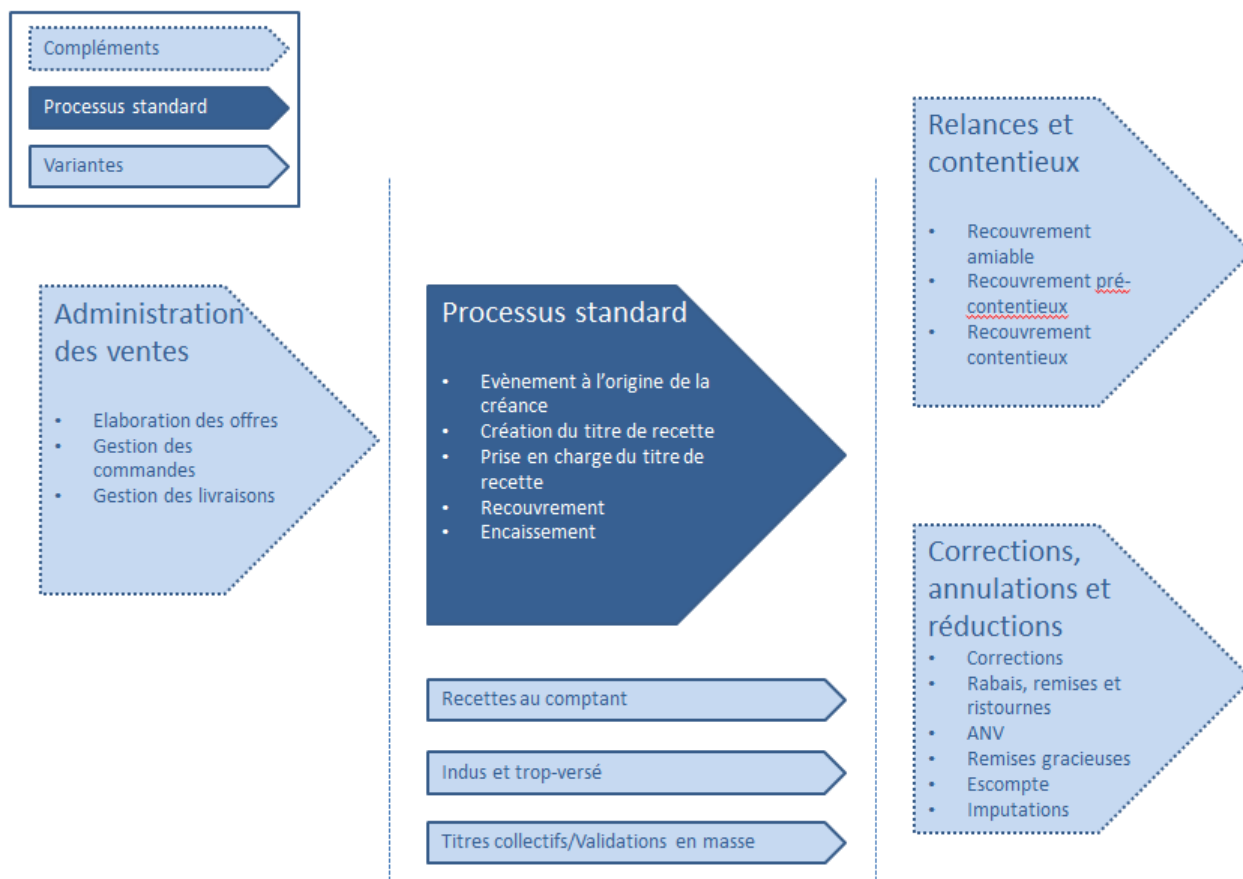 Compléments
Processus standard
Variantes
Administration
des ventes
• Elaboration des offres
• Gestion des
commandes
• Gestion des livraisons
Processus standard
• Evènement à l'origine de la
créance
• Création du titre de recette
• Prise en charge du titre de
recette
• Recouvrement
• Encaissement
Recettes au comptant
Indus et trop-versé
Titres collectifs/Validations en masse
Relances et
contentieux
• Recouvrement
amiable
• Recouvrement pré-
contentieux
• Recouvrement
contentieux
Corrections,
annulations et
réductions
• Corrections
• Rabais, remises et
ristournes
• ANV
• Remises gracieuses
• Escompte
• Imputations